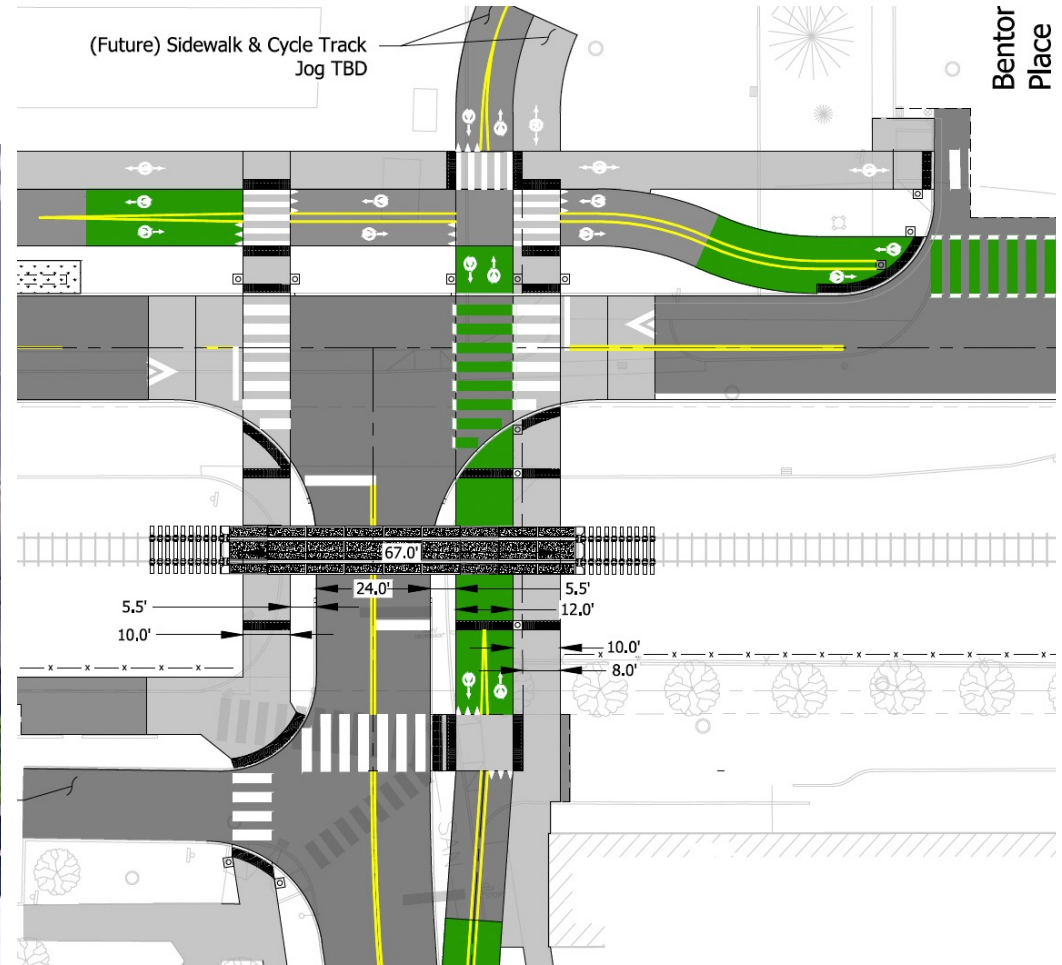 (Future) Sidewalk & Cycle Track
Jog TBD
Bentor
Place
67.0'
24.0'
5.5'
5.5'
12.0'
10.0'
10.0'
8.0'
SAN